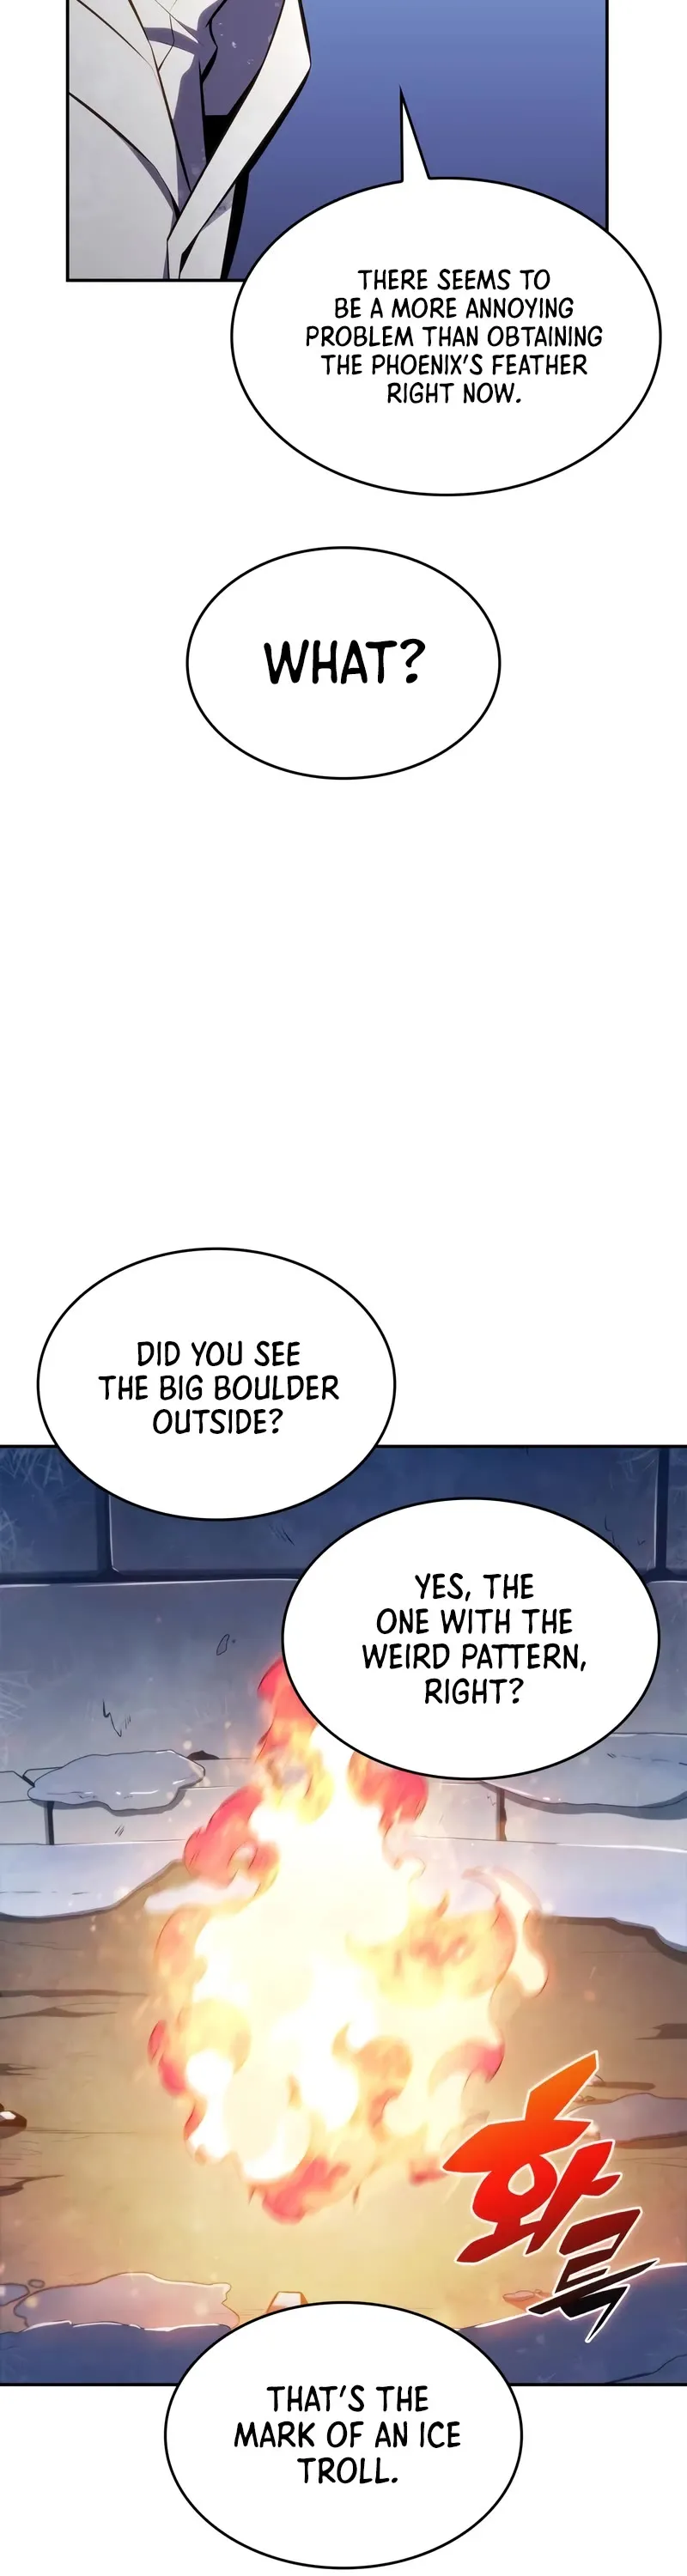 THERE SEEMS TO
BE A MORE ANNOYING
PROBLEM THAN OBTAINING
THE PHOENIX'S FEATHER
RIGHT NOW.
WHAT?
DID YOU SEE
THE BIG BOULDER
OUTSIDE?
YES, THE
ONE WITH THE
WEIRD PATTERN,
RIGHT?
화르
THAT'S THE
MARK OF AN ICE
TROLL.